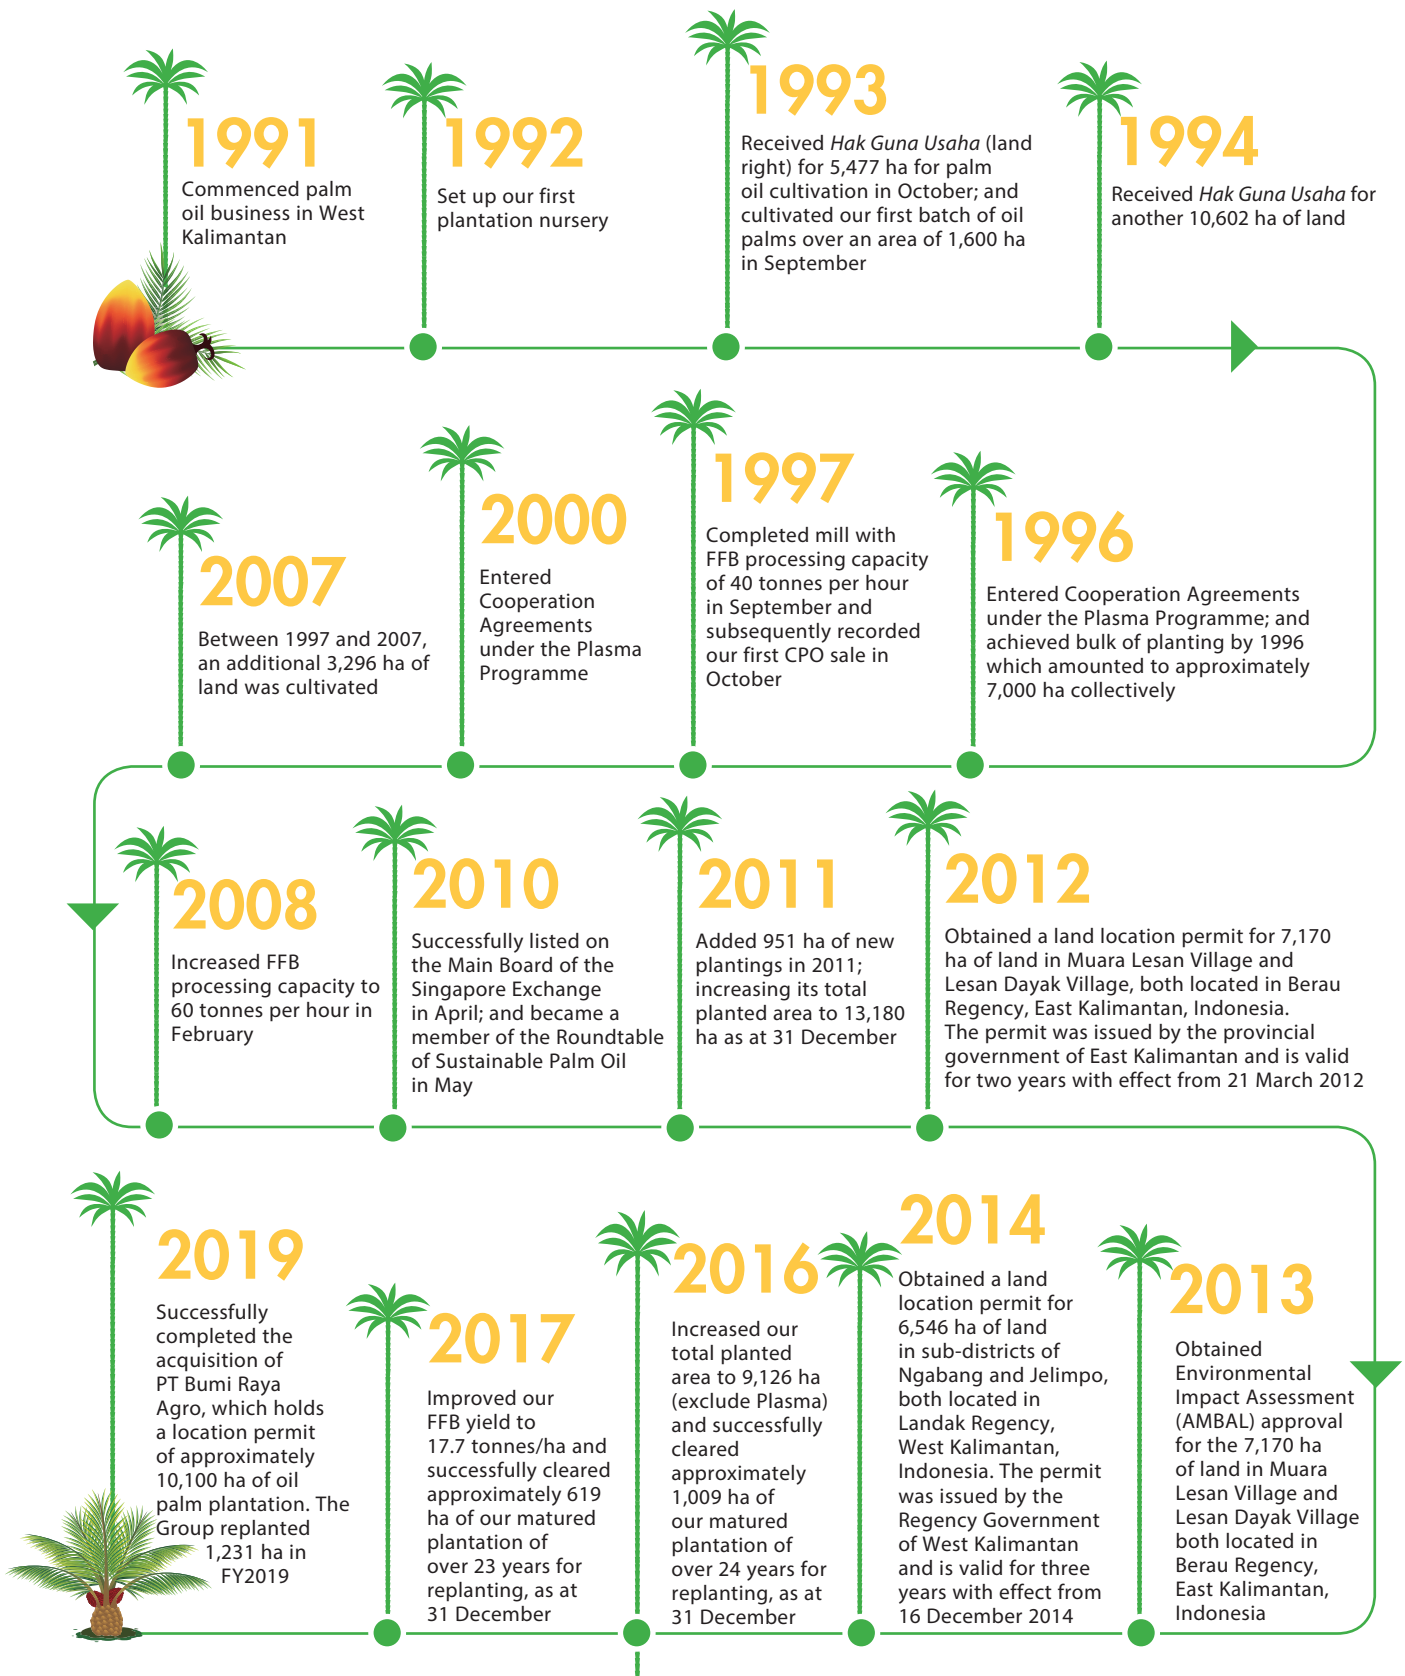 1991
Commenced palm
oil business in West
Kalimantan
1992
Set up our first
plantation nursery
1993
Received Hak Guna Usaha (land
right) for 5,477 ha for palm
oil cultivation in October; and
cultivated our first batch of oil
palms over an area of 1,600 ha
in September
1994
Received Hak Guna Usaha for
another 10,602 ha of land
1996
Entered Cooperation Agreements
under the Plasma Programme; and
achieved bulk of planting by 1996
which amounted to approximately
7,000 ha collectively
1997
Completed mill with
FFB processing capacity
of 40 tonnes per hour
in September and
subsequently recorded
our first CPO sale in
October
2000
Entered
Cooperation
Agreements
under the Plasma
Programme
2007
Between 1997 and 2007,
an additional 3,296 ha of
land was cultivated
2008
Increased FFB
processing capacity to
60 tonnes per hour in
February
2010
Successfully listed on
the Main Board of the
Singapore Exchange
in April; and became a
member of the Roundtable
of Sustainable Palm Oil
in May
2011
Added 951 ha of new
plantings in 2011;
increasing its total
planted area to 13,180
ha as at 31 December
2012
Obtained a land location permit for 7,170
ha of land in Muara Lesan Village and
Lesan Dayak Village, both located in Berau
Regency, East Kalimantan, Indonesia.
The permit was issued by the provincial
government of East Kalimantan and is valid
for two years with effect from 21 March 2012
2013
Obtained
Environmental
Impact Assessment
(AMBAL) approval
for the 7,170 ha
of land in Muara
Lesan Village and
Lesan Dayak Village
both located in
Berau Regency,
East Kalimantan,
Indonesia
2014
Obtained a land
location permit for
6,546 ha of land
in sub-districts of
Ngabang and Jelimpo,
both located in
Landak Regency,
West Kalimantan,
Indonesia. The permit
was issued by the
Regency Government
of West Kalimantan
and is valid for three
years with effect from
16 December 2014
2016
Increased our
total planted
area to 9,126 ha
(exclude Plasma)
and successfully
cleared
approximately
1,009 ha of
our matured
plantation of
over 24 years for
replanting, as at
31 December
2017
Improved our
FFB yield to
17.7 tonnes/ha and
successfully cleared
approximately 619
ha of our matured
plantation of
over 23 years for
replanting, as at
31 December
2019
Successfully
completed the
acquisition of
PT Bumi Raya
Agro, which holds
a location permit
of approximately
10,100 ha of oil
palm plantation. The
Group replanted
1,231 ha in
FY2019